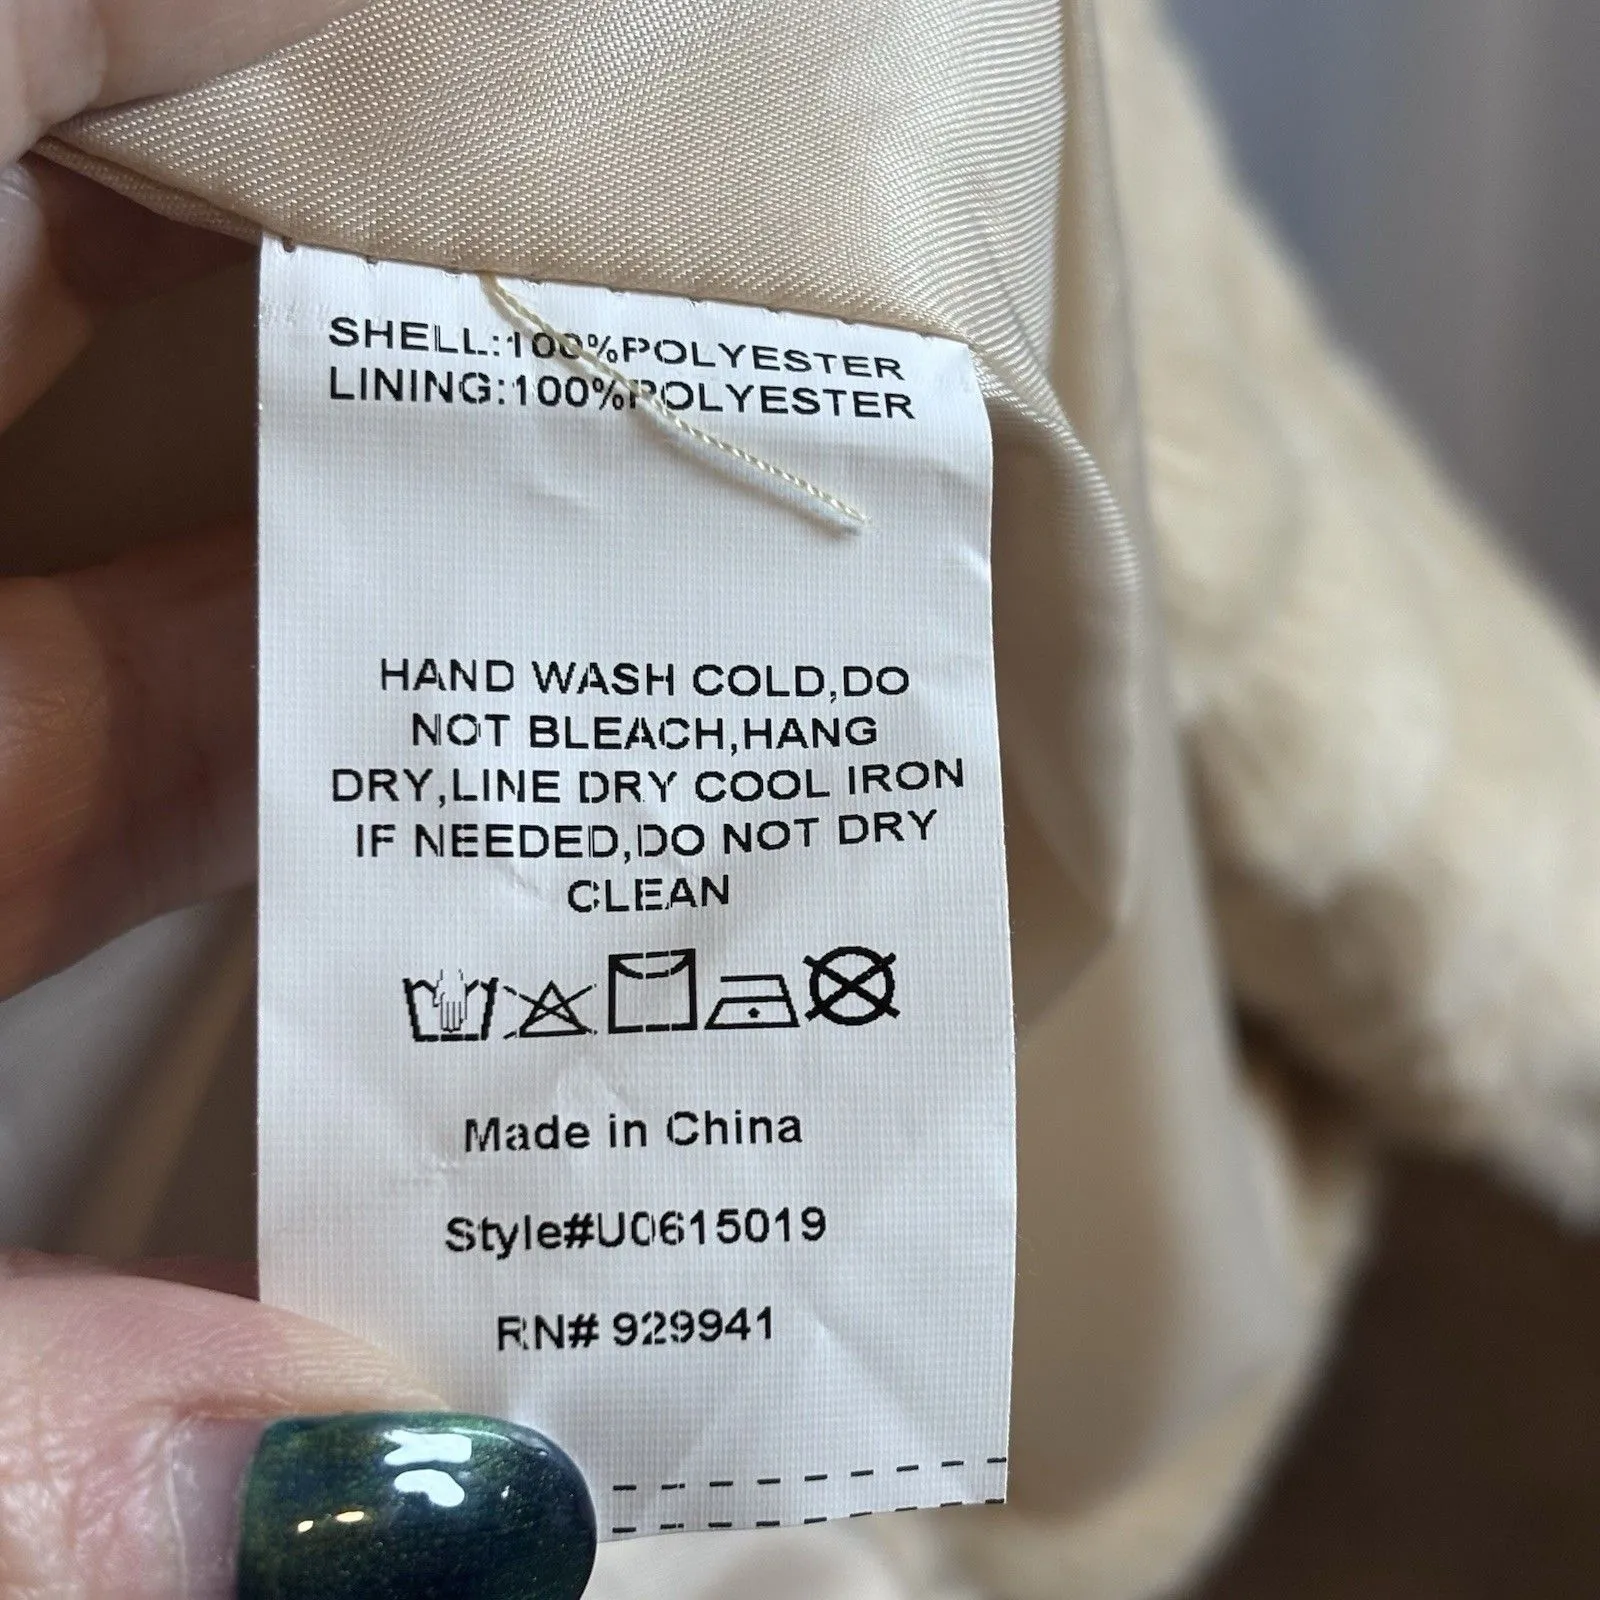 SHELL:100%POLYESTER
LINING:100%POLYESTER
HAND WASH COLD,DO
NOT BLEACH,HANG
DRY,LINE DRY COOL IRON
IF NEEDED,DO NOT DRY
CLEAN
Made in China
Style#U0615019
RN# 929941